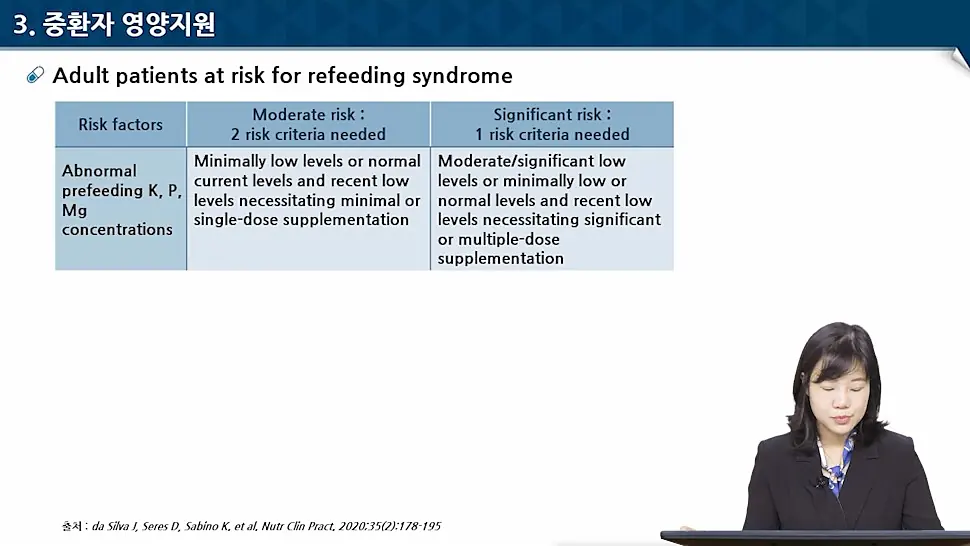 3. 중환자 영양지원
Adult patients at risk for refeeding syndrome
Risk factors
Moderate risk :
2 risk criteria needed
Significant risk :
1 risk criteria needed
Abnormal
prefeeding K, P,
Mg
concentrations
Minimally low levels or normal
current levels and recent low
levels necessitating minimal or
single-dose supplementation
Moderate/significant low
levels or minimally low or
normal levels and recent low
levels necessitating significant
or multiple-dose
supplementation
출처 : da Silva J, Seres D, Sabino K, et al, Nutr Clin Pract, 2020;35(2):178-195